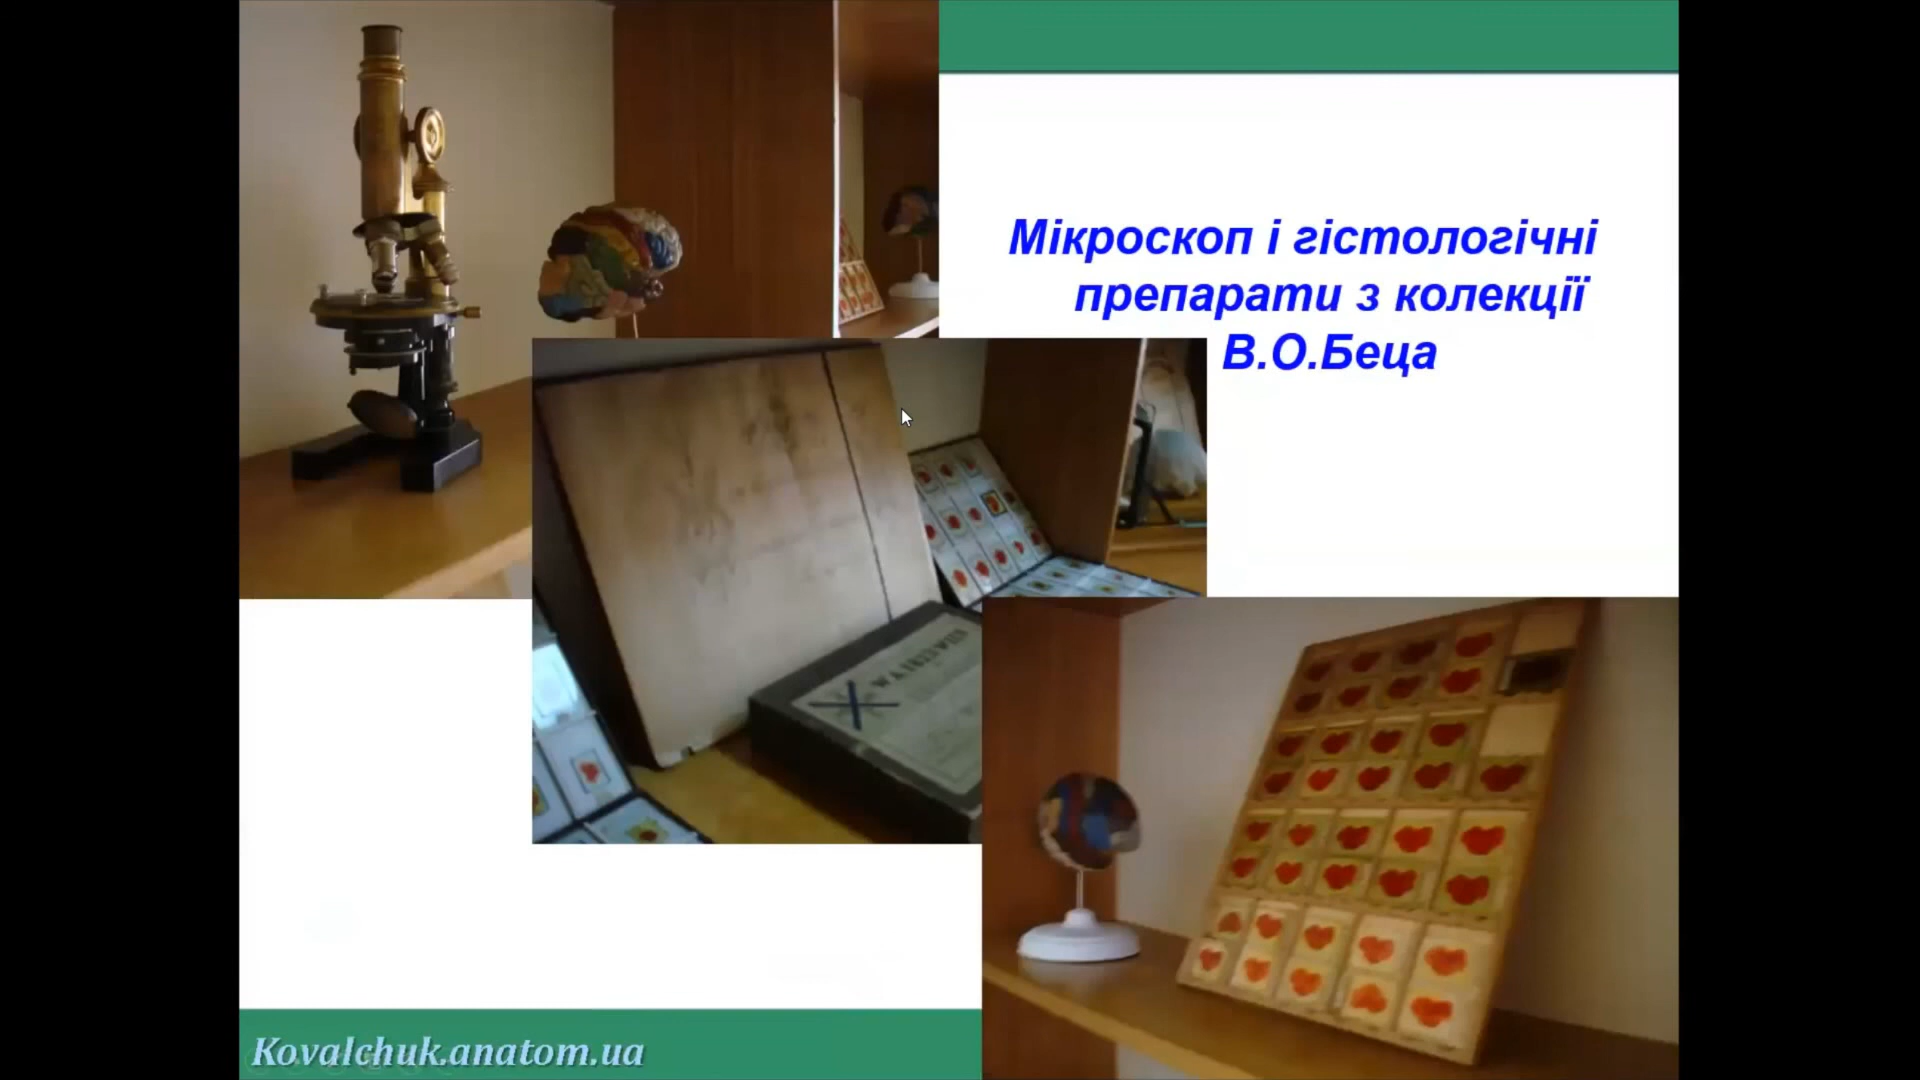 Мікроскоп і гістологічні
препарати з колекції
В.О.Беца
Kovalchuk.anatom.ua